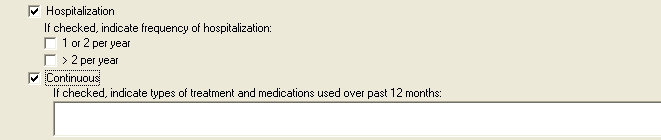 Hospitalization
If checked, indicate frequency of hospitalization:
1 or 2 per year
> 2 per year
Continuous
If checked, indicate types of treatment and medications used over past 12 months: